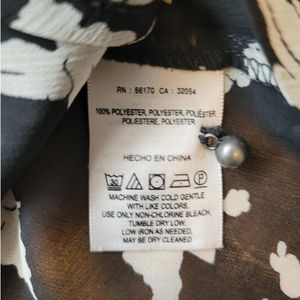 RN : 56170 CA : 32054
100% POLYESTER, POLYESTER, POLIÉSTER,
POLIESTERE, POLYESTER
HECHO EN CHINA
MACHINE WASH COLD GENTLE
WITH LIKE COLORS,
USE ONLY NON-CHLORINE BLEACH,
TUMBLE DRY LOW,
LOW IRON AS NEEDED,
MAY BE DRY CLEANED